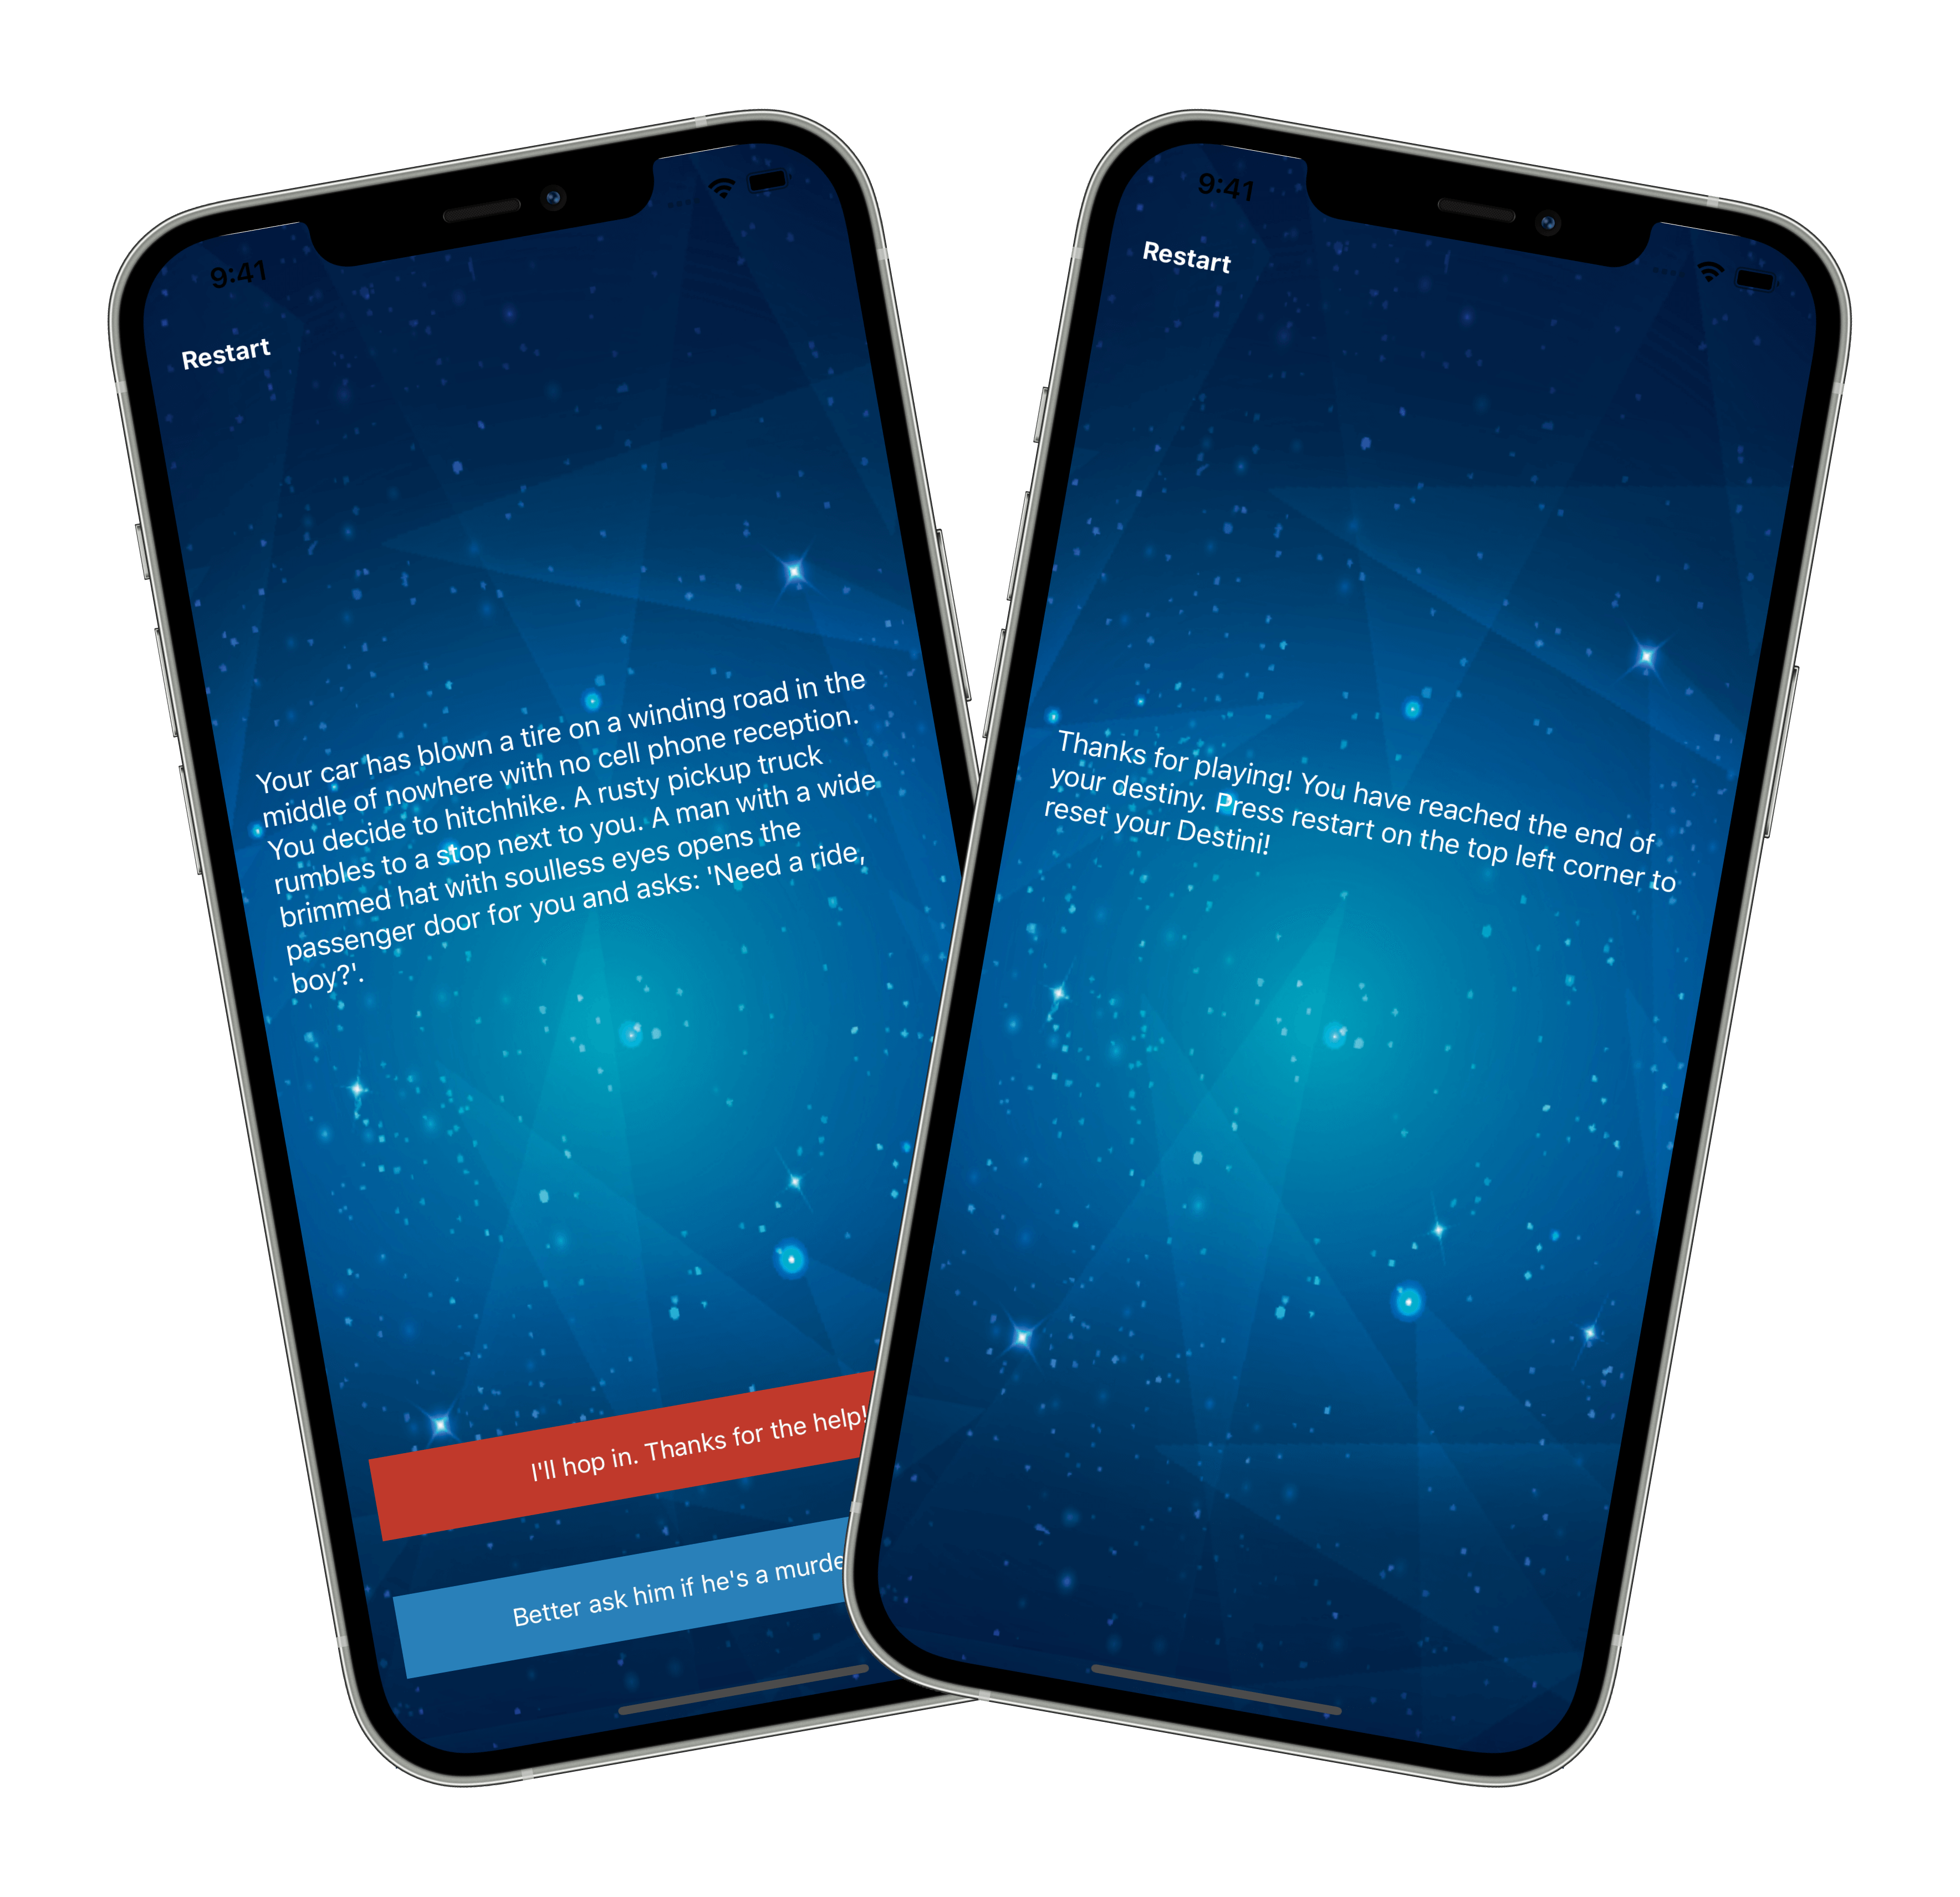 9:41
Restart
Your car has blown a tire on a winding road in the
middle of nowhere with no cell phone reception.
You decide to hitchhike. A rusty pickup truck
rumbles to a stop next to you. A man with a wide
brimmed hat with soulless eyes opens the
passenger door for you and asks: 'Need a ride,
boy?'.
I'll hop in. Thanks for the help!
Better ask him if he's a
9:41
Restart
Thanks for playing! You have reached the end of
your destiny. Press restart on the top left corner to
reset your Destini!